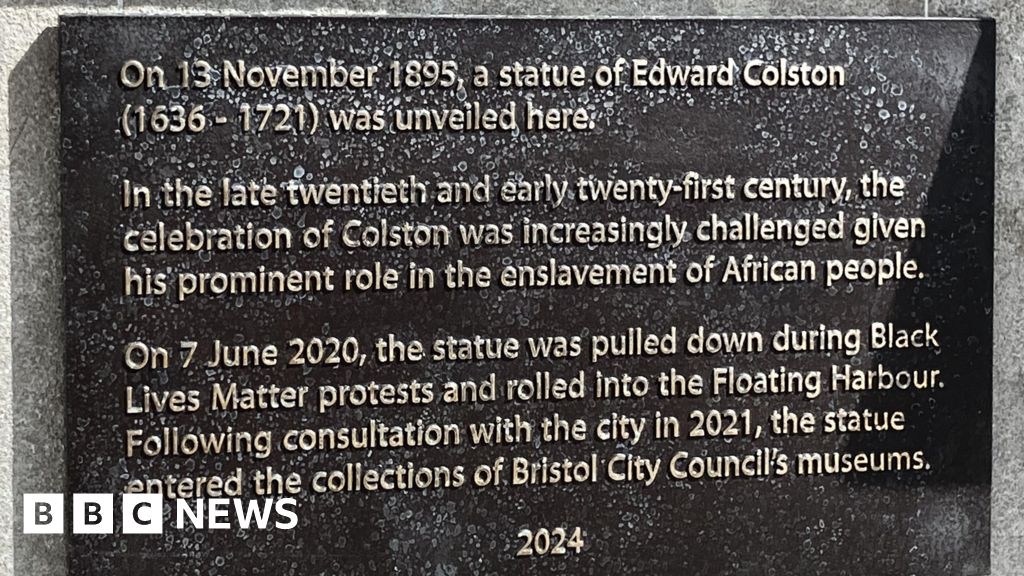 On 13 November 1895, a statue of Edward Colston
(1636 - 1721) was unveiled here.
In the late twentieth and early twenty-first century, the
celebration of Colston was increasingly challenged given
his prominent role in the enslavement of African people.
On 7 June 2020, the statue was pulled down during Black
Lives Matter protests and rolled into the Floating Harbour.
Following consultation with the city in 2021, the statue
entered the collections of Bristol City Council's museums.
BBC NEWS
2024